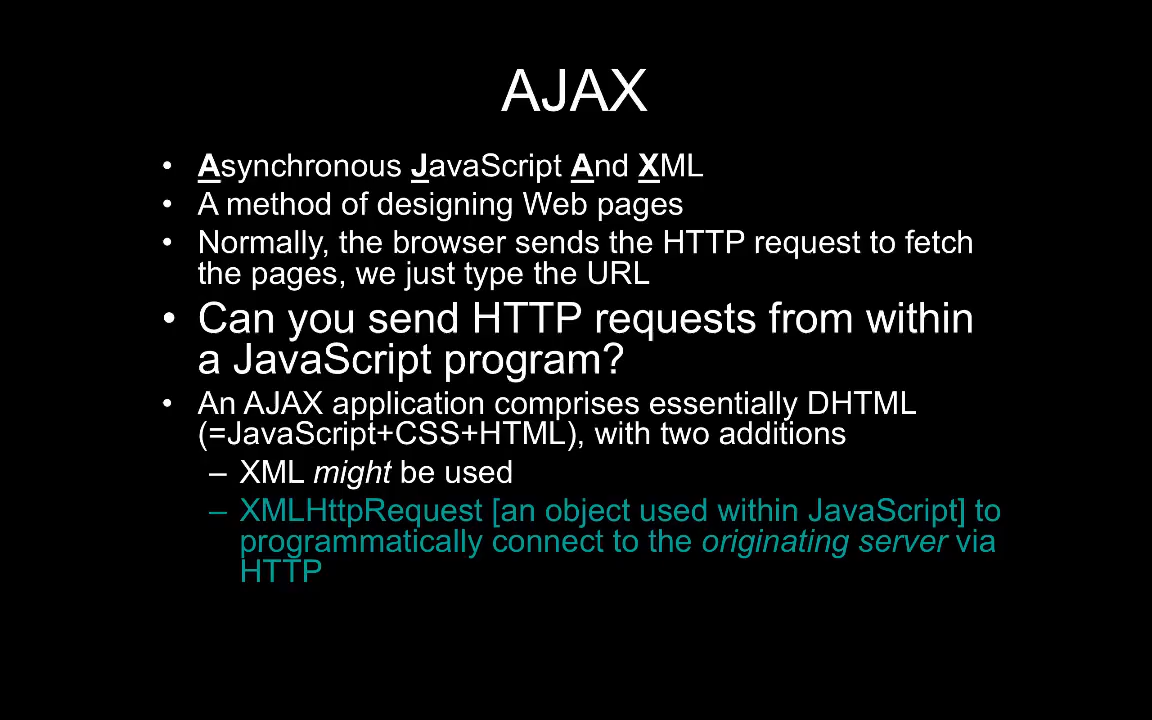 AJAX
• Asynchronous JavaScript And XML
• A method of designing Web pages
• Normally, the browser sends the HTTP request to fetch
the pages, we just type the URL
• Can you send HTTP requests from within
a JavaScript program?
• An AJAX application comprises essentially DHTML
(=JavaScript+CSS+HTML), with two additions
– XML might be used
– XMLHttpRequest [an object used within JavaScript] to
programmatically connect to the originating server via
HTTP